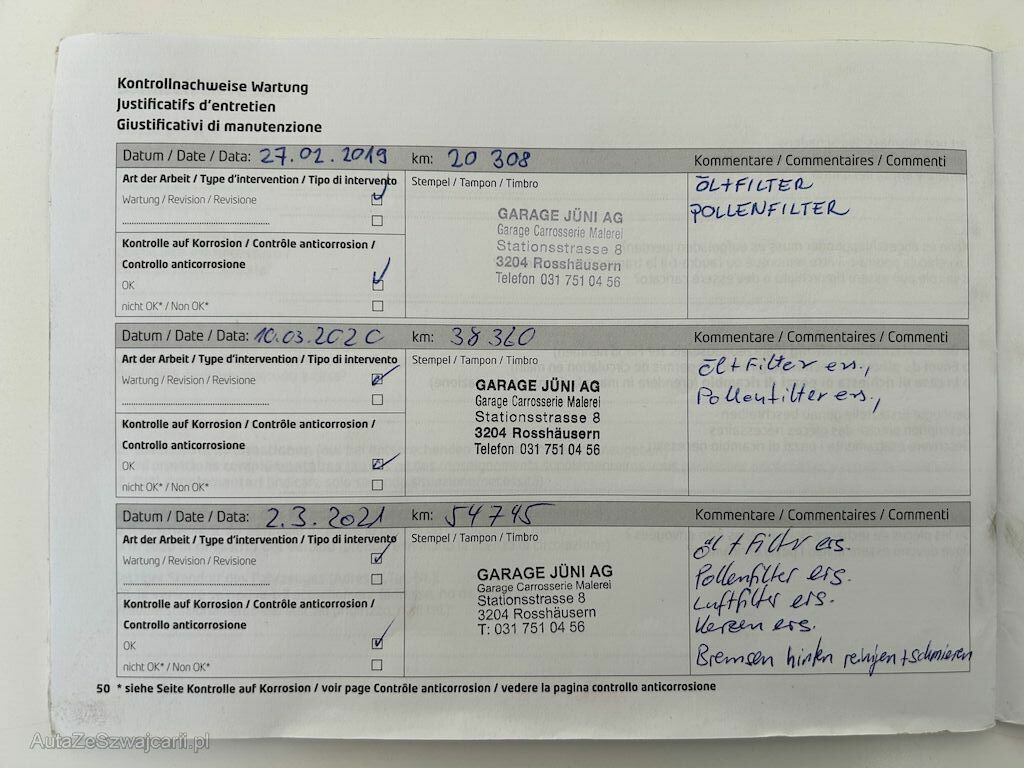 Kontrollnachweise Wartung
Justificatifs d'entretien
Giustificativi di manutenzione
Datum / Date / Data: 27.02.2019 km: 20 308 Kommentare / Commentaires / Commenti
Art der Arbeit / Type d'intervention / Tipo di intervento
Wartung / Revision / Revisione
Kontrolle auf Korrosion / Contrôle anticorrosion /
Controllo anticorrosione
OK
nicht OK* / Non OK*
Stempel / Tampon / Timbro
GARAGE JÜNI AG
Garage Carrosserie Malerei
Stationsstrasse 8
3204 Rosshäusern
Telefon 031 751 04 56
ÖL+FILTER
POLLENFILTER
Datum / Date / Data: 10.03.2020 km: 38 320 Kommentare / Commentaires / Commenti
Art der Arbeit / Type d'intervention / Tipo di intervento
Wartung / Revision / Revisione
Kontrolle auf Korrosion / Contrôle anticorrosion /
Controllo anticorrosione
OK
nicht OK* / Non OK*
Stempel / Tampon / Timbro
GARAGE JÜNI AG
Garage Carrosserie Malerei
Stationsstrasse 8
3204 Rosshäusern
Telefon 031 751 04 56
Öl+Filter ers.,
Pollenfilter ers.,
Datum / Date / Data: 2.3.2021 km: 54745 Kommentare / Commentaires / Commenti
Art der Arbeit / Type d'intervention / Tipo di intervento
Wartung / Revision / Revisione
Kontrolle auf Korrosion / Contrôle anticorrosion /
Controllo anticorrosione
OK
nicht OK* / Non OK*
Stempel / Tampon / Timbro
GARAGE JÜNI AG
Garage Carrosserie Malerei
Stationsstrasse 8
3204 Rosshäusern
T: 031 751 04 56
Öl + Filter ers.
Pollenfilter ers.
Luftfilter ers.
Kerzen ers.
Bremsen hinten reinigen + schmieren
50 * siehe Seite Kontrolle auf Korrosion / voir page Contrôle anticorrosion / vedere la pagina controllo anticorrosione
AutaZeSzwajcarii.pl